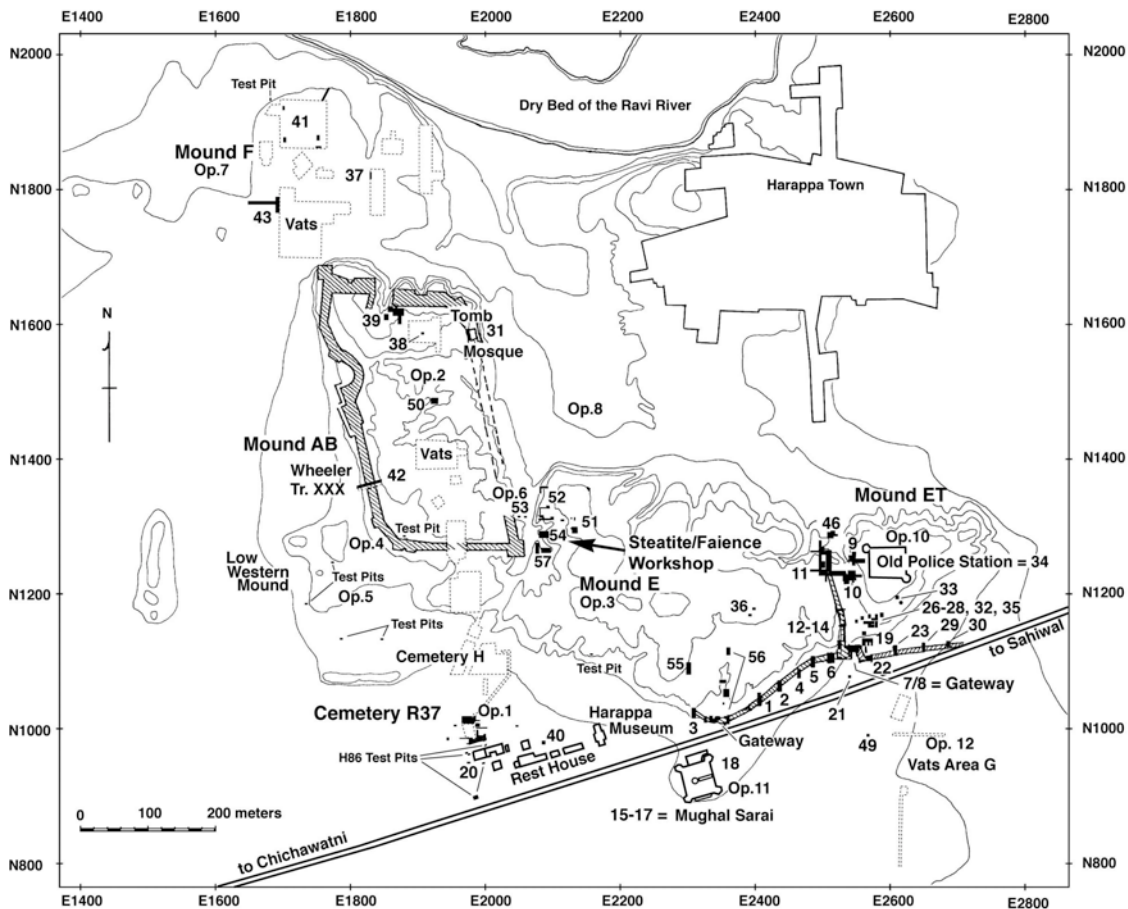 E1400 E1600 E1800 E2000 E2200 E2400 E2600 E2800
N2000 N2000
Test Pit
Dry Bed of the Ravi River
41
Mound F
Op.7
37
Harappa Town
N1800 N1800
43
Vats
N
N1600 N1600
39
Tomb
31
38
Mosque
Op.2
50
Op.8
Mound AB
Vats
N1400 N1400
Wheeler
Tr. XXX
42
Op.6
53
52
51
54
57
Test Pit
Op.4
Steatite/Faience
Workshop
Mound ET
46
9
Op.10
Old Police Station = 34
11
10
Low
Western
Mound
Test Pits
Op.5
Mound E
Op.3
N1200 N1200
36
33
26-28, 32, 35
12-14
19
23
29
30
to Sahiwal
Test Pits
Cemetery H
Test Pit
55
56
5
6
22
4
2
1
7/8 = Gateway
21
3
Gateway
Cemetery R37
Op.1
Harappa
Museum
N1000 N1000
40
H86 Test Pits
20
Rest House
18
Op.11
49
Op. 12
Vats Area G
15-17 = Mughal Sarai
0 100 200 meters
to Chichawatni
N800 N800
E1400 E1600 E1800 E2000 E2200 E2400 E2600 E2800